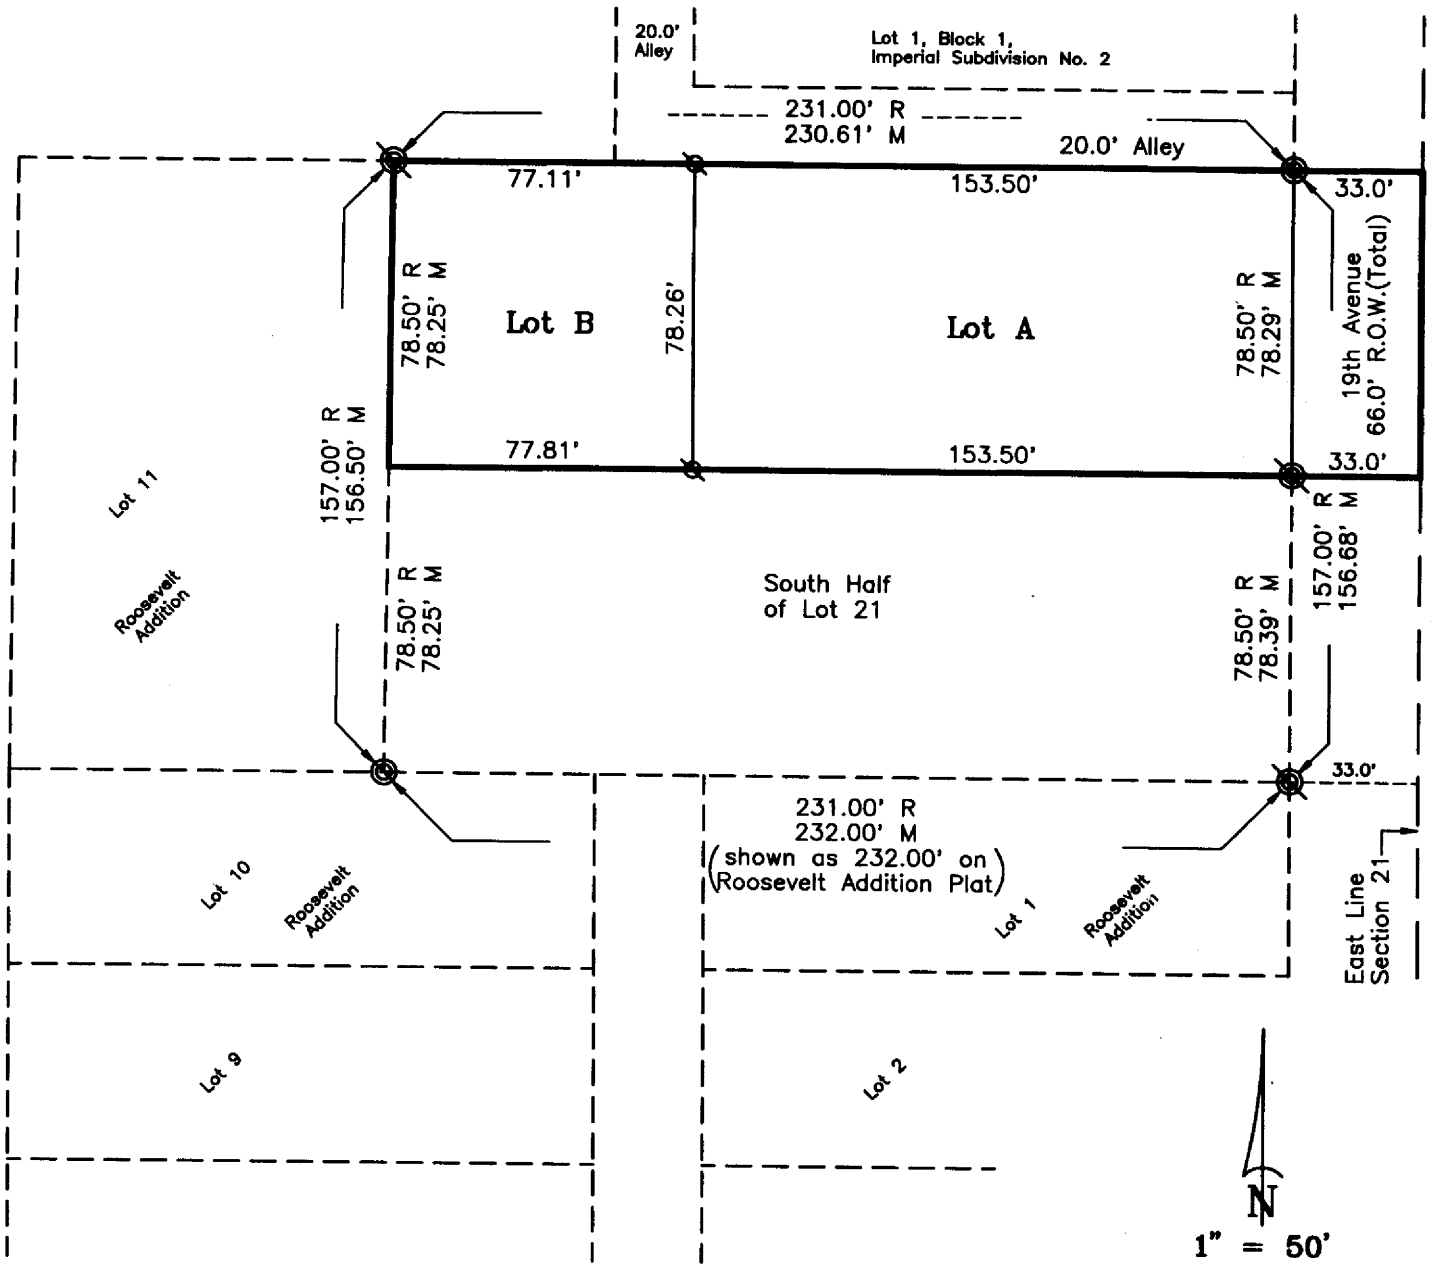 20.0'
Alley
Lot 1, Block 1,
Imperial Subdivision No. 2
231.00' R
230.61' M
20.0' Alley
77.11'
153.50'
33.0'
78.50' R
78.25' M
Lot B
78.26'
Lot A
78.50' R
78.29' M
19th Avenue
66.0' R.O.W.(Total)
157.00' R
156.50' M
77.81'
153.50'
33.0'
Lot 11
Roosevelt
Addition
78.50' R
78.25' M
South Half
of Lot 21
78.50' R
78.39' M
157.00' R
156.68' M
33.0'
231.00' R
232.00' M
(shown as 232.00' on
Roosevelt Addition Plat)
Lot 10
Roosevelt
Addition
Lot 1
Roosevelt
Addition
East Line
Section 21
Lot 9
Lot 2
N
1" = 50'